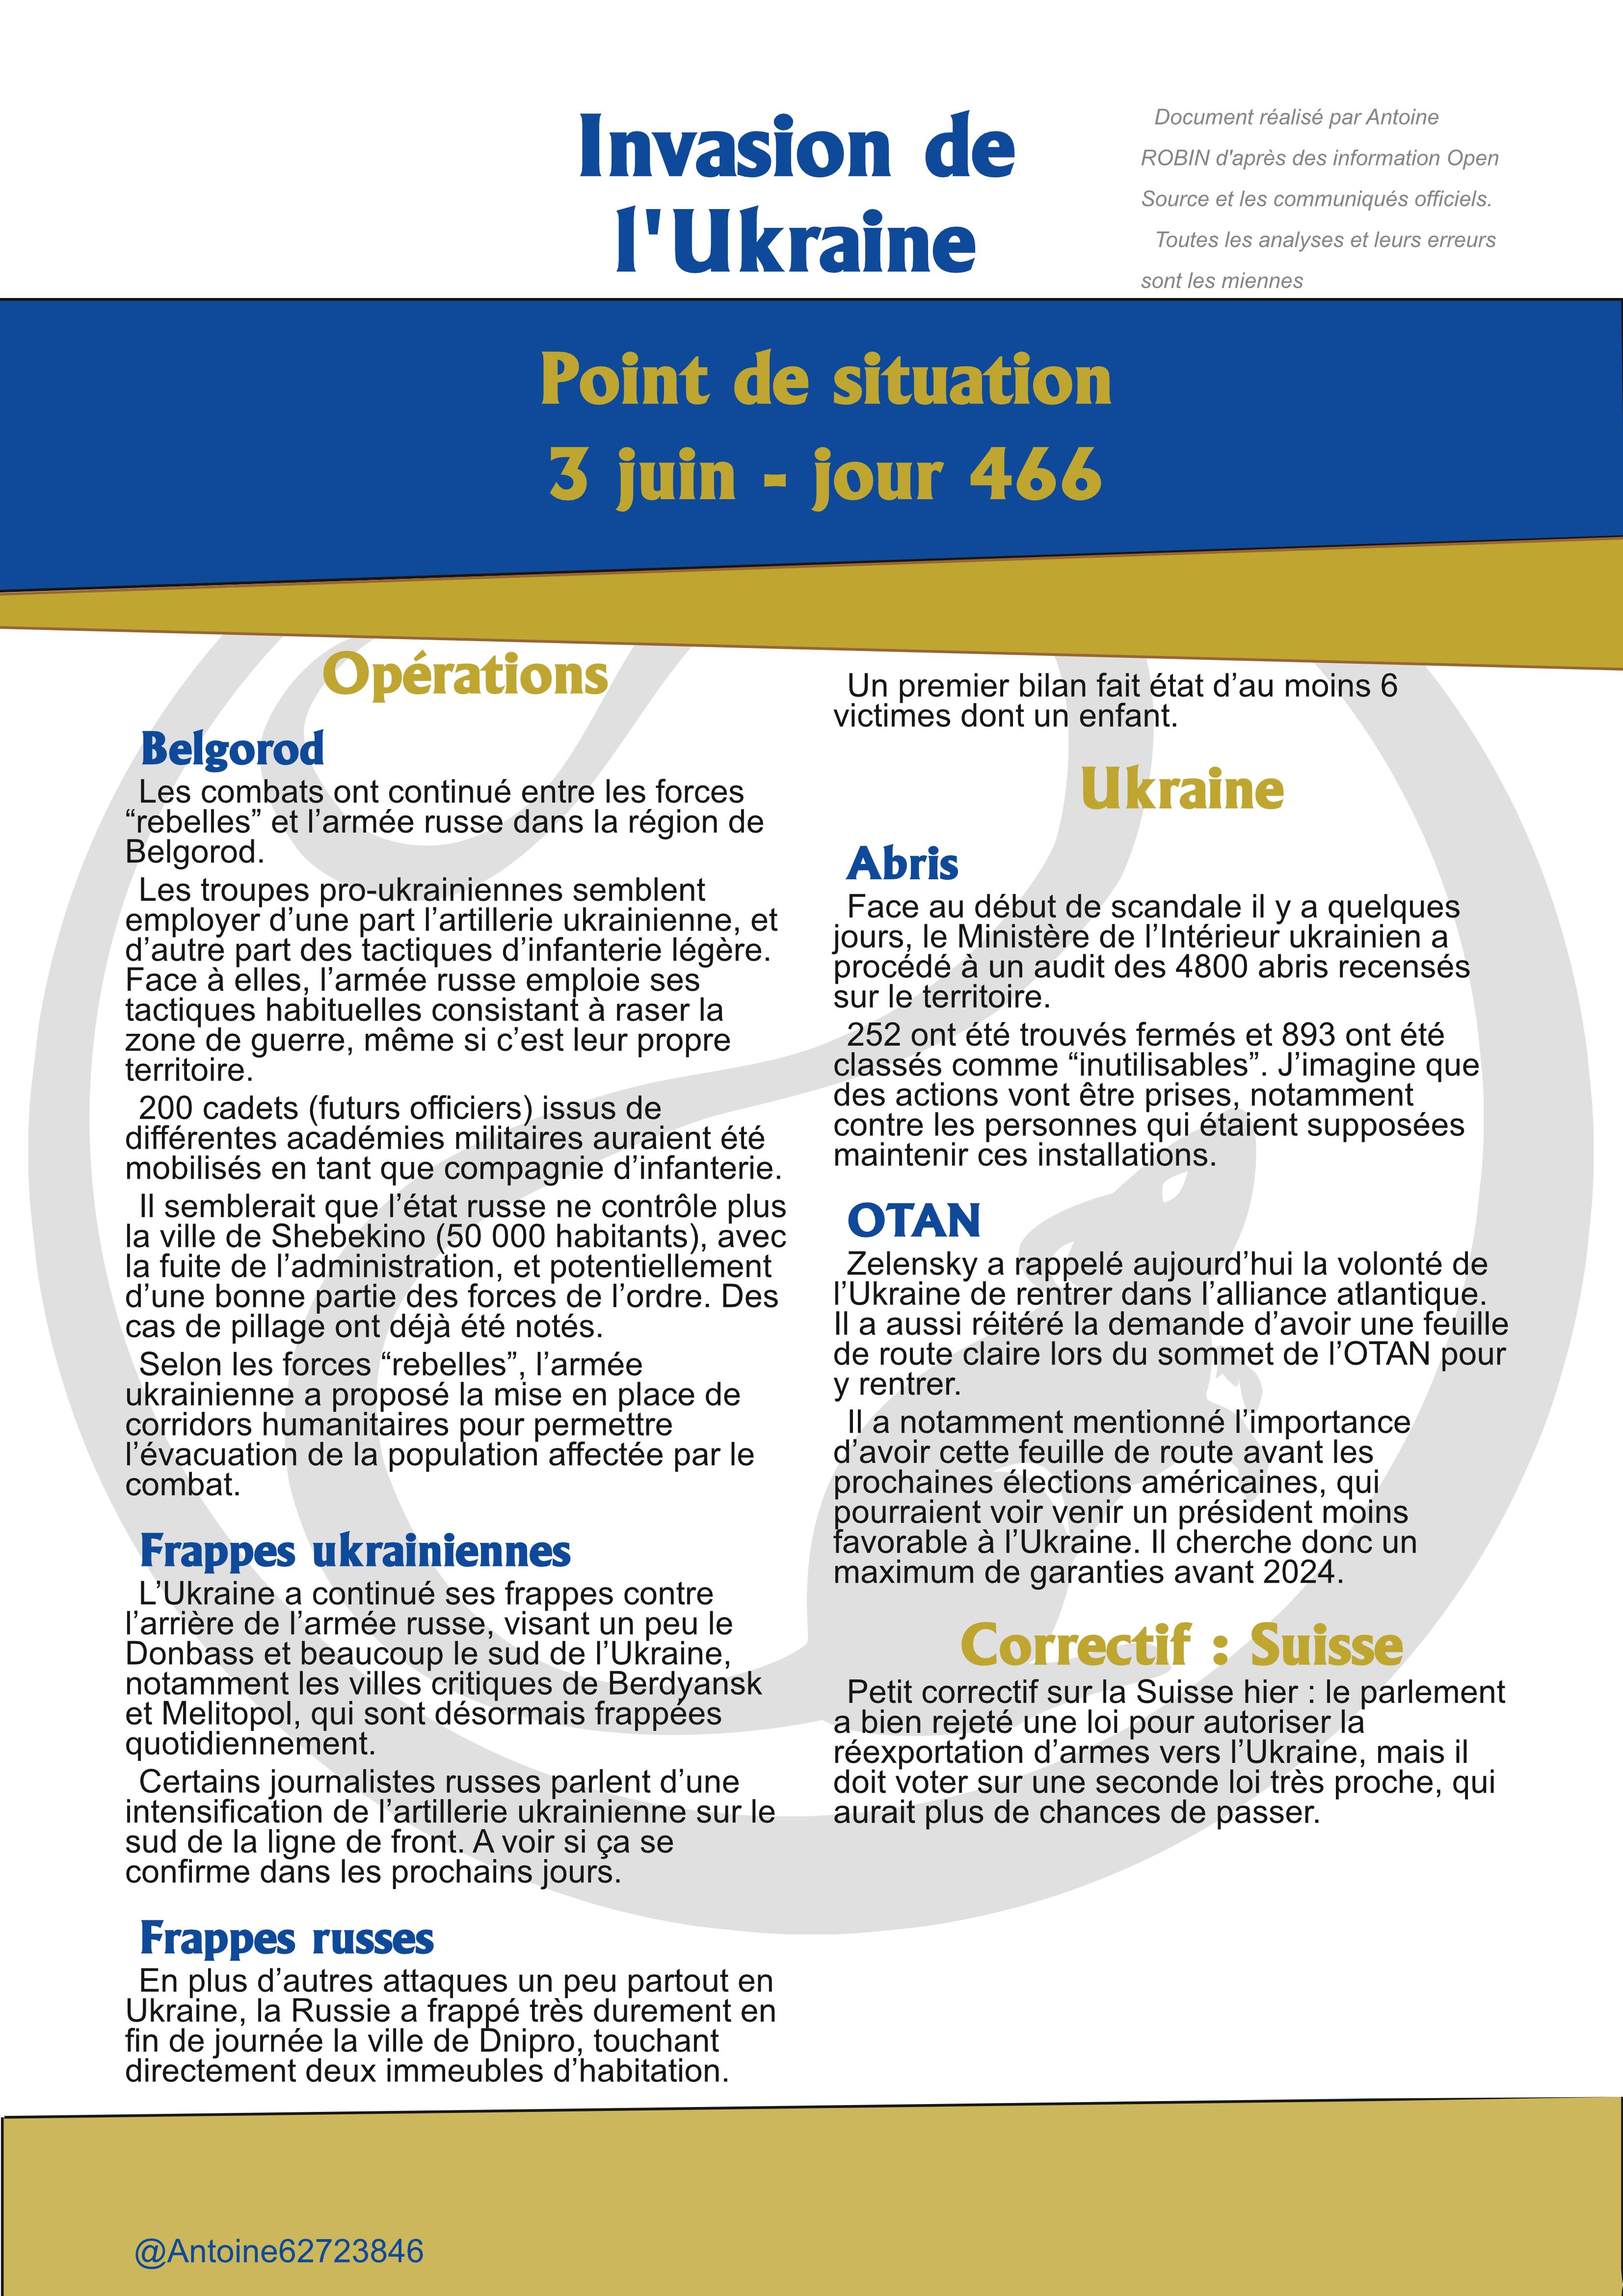 Invasion de
l'Ukraine
Document réalisé par Antoine
ROBIN d'après des information Open
Source et les communiqués officiels.
Toutes les analyses et leurs erreurs
sont les miennes
Point de situation
3 juin - jour 466
Opérations
Belgorod
Les combats ont continué entre les forces
“rebelles” et l’armée russe dans la région de
Belgorod.
Les troupes pro-ukrainiennes semblent
employer d’une part l’artillerie ukrainienne, et
d’autre part des tactiques d’infanterie légère.
Face à elles, l’armée russe emploie ses
tactiques habituelles consistant à raser la
zone de guerre, même si c’est leur propre
territoire.
200 cadets (futurs officiers) issus de
différentes académies militaires auraient été
mobilisés en tant que compagnie d’infanterie.
Il semblerait que l’état russe ne contrôle plus
la ville de Shebekino (50 000 habitants), avec
la fuite de l’administration, et potentiellement
d’une bonne partie des forces de l’ordre. Des
cas de pillage ont déjà été notés.
Selon les forces “rebelles”, l’armée
ukrainienne a proposé la mise en place de
corridors humanitaires pour permettre
l’évacuation de la population affectée par le
combat.
Frappes ukrainiennes
L’Ukraine a continué ses frappes contre
l’arrière de l’armée russe, visant un peu le
Donbass et beaucoup le sud de l’Ukraine,
notamment les villes critiques de Berdyansk
et Melitopol, qui sont désormais frappées
quotidiennement.
Certains journalistes russes parlent d’une
intensification de l’artillerie ukrainienne sur le
sud de la ligne de front. A voir si ça se
confirme dans les prochains jours.
Frappes russes
En plus d’autres attaques un peu partout en
Ukraine, la Russie a frappé très durement en
fin de journée la ville de Dnipro, touchant
directement deux immeubles d’habitation.
Un premier bilan fait état d’au moins 6
victimes dont un enfant.
Ukraine
Abris
Face au début de scandale il y a quelques
jours, le Ministère de l’Intérieur ukrainien a
procédé à un audit des 4800 abris recensés
sur le territoire.
252 ont été trouvés fermés et 893 ont été
classés comme “inutilisables”. J’imagine que
des actions vont être prises, notamment
contre les personnes qui étaient supposées
maintenir ces installations.
OTAN
Zelensky a rappelé aujourd’hui la volonté de
l’Ukraine de rentrer dans l’alliance atlantique.
Il a aussi réitéré la demande d’avoir une feuille
de route claire lors du sommet de l’OTAN pour
y rentrer.
Il a notamment mentionné l’importance
d’avoir cette feuille de route avant les
prochaines élections américaines, qui
pourraient voir venir un président moins
favorable à l’Ukraine. Il cherche donc un
maximum de garanties avant 2024.
Correctif : Suisse
Petit correctif sur la Suisse hier : le parlement
a bien rejeté une loi pour autoriser la
réexportation d’armes vers l’Ukraine, mais il
doit voter sur une seconde loi très proche, qui
aurait plus de chances de passer.
@Antoine62723846